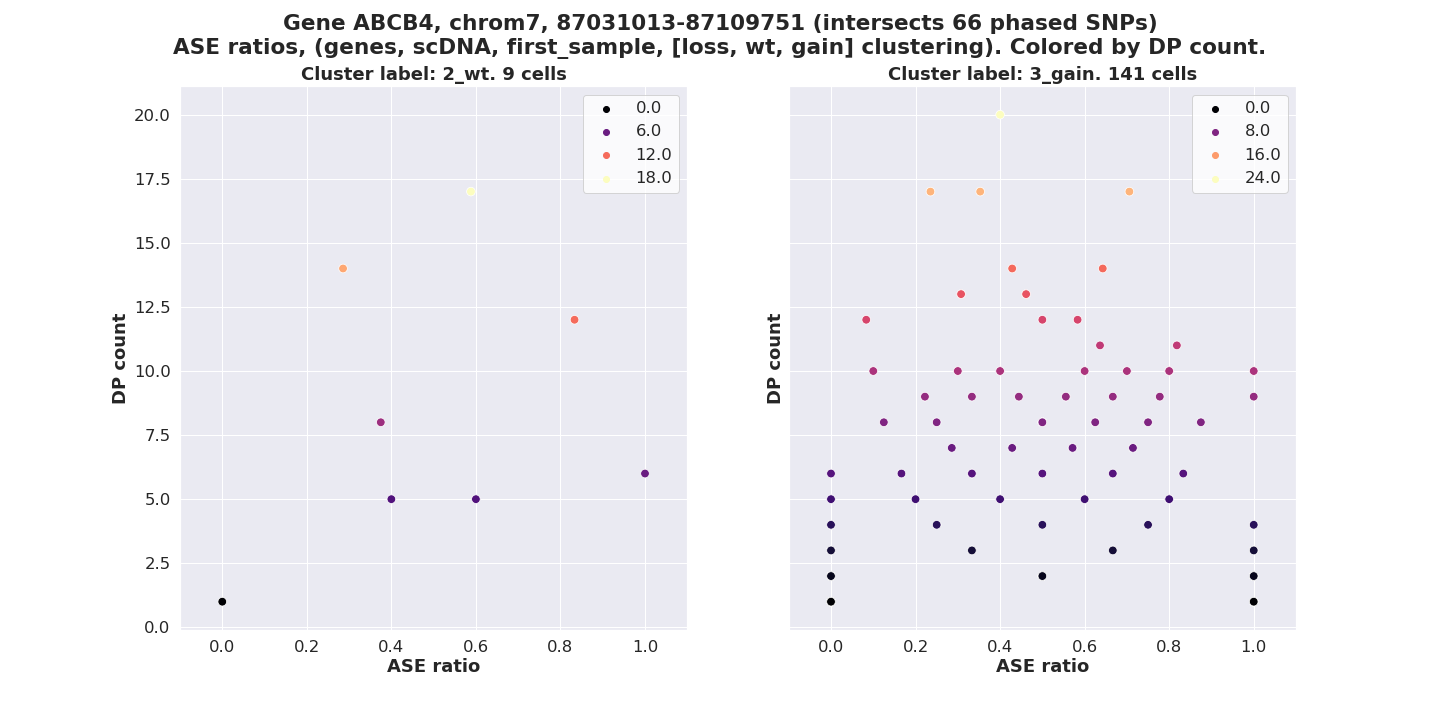 Gene ABCB4, chrom7, 87031013-87109751 (intersects 66 phased SNPs)
ASE ratios, (genes, scDNA, first_sample, [loss, wt, gain] clustering). Colored by DP count.
Cluster label: 2_wt. 9 cells
0.0
6.0
12.0
18.0
20.0
17.5
15.0
12.5
10.0
7.5
5.0
2.5
0.0
DP count
0.0 0.2 0.4 0.6 0.8 1.0
ASE ratio
Cluster label: 3_gain. 141 cells
0.0
8.0
16.0
24.0
DP count
0.0 0.2 0.4 0.6 0.8 1.0
ASE ratio